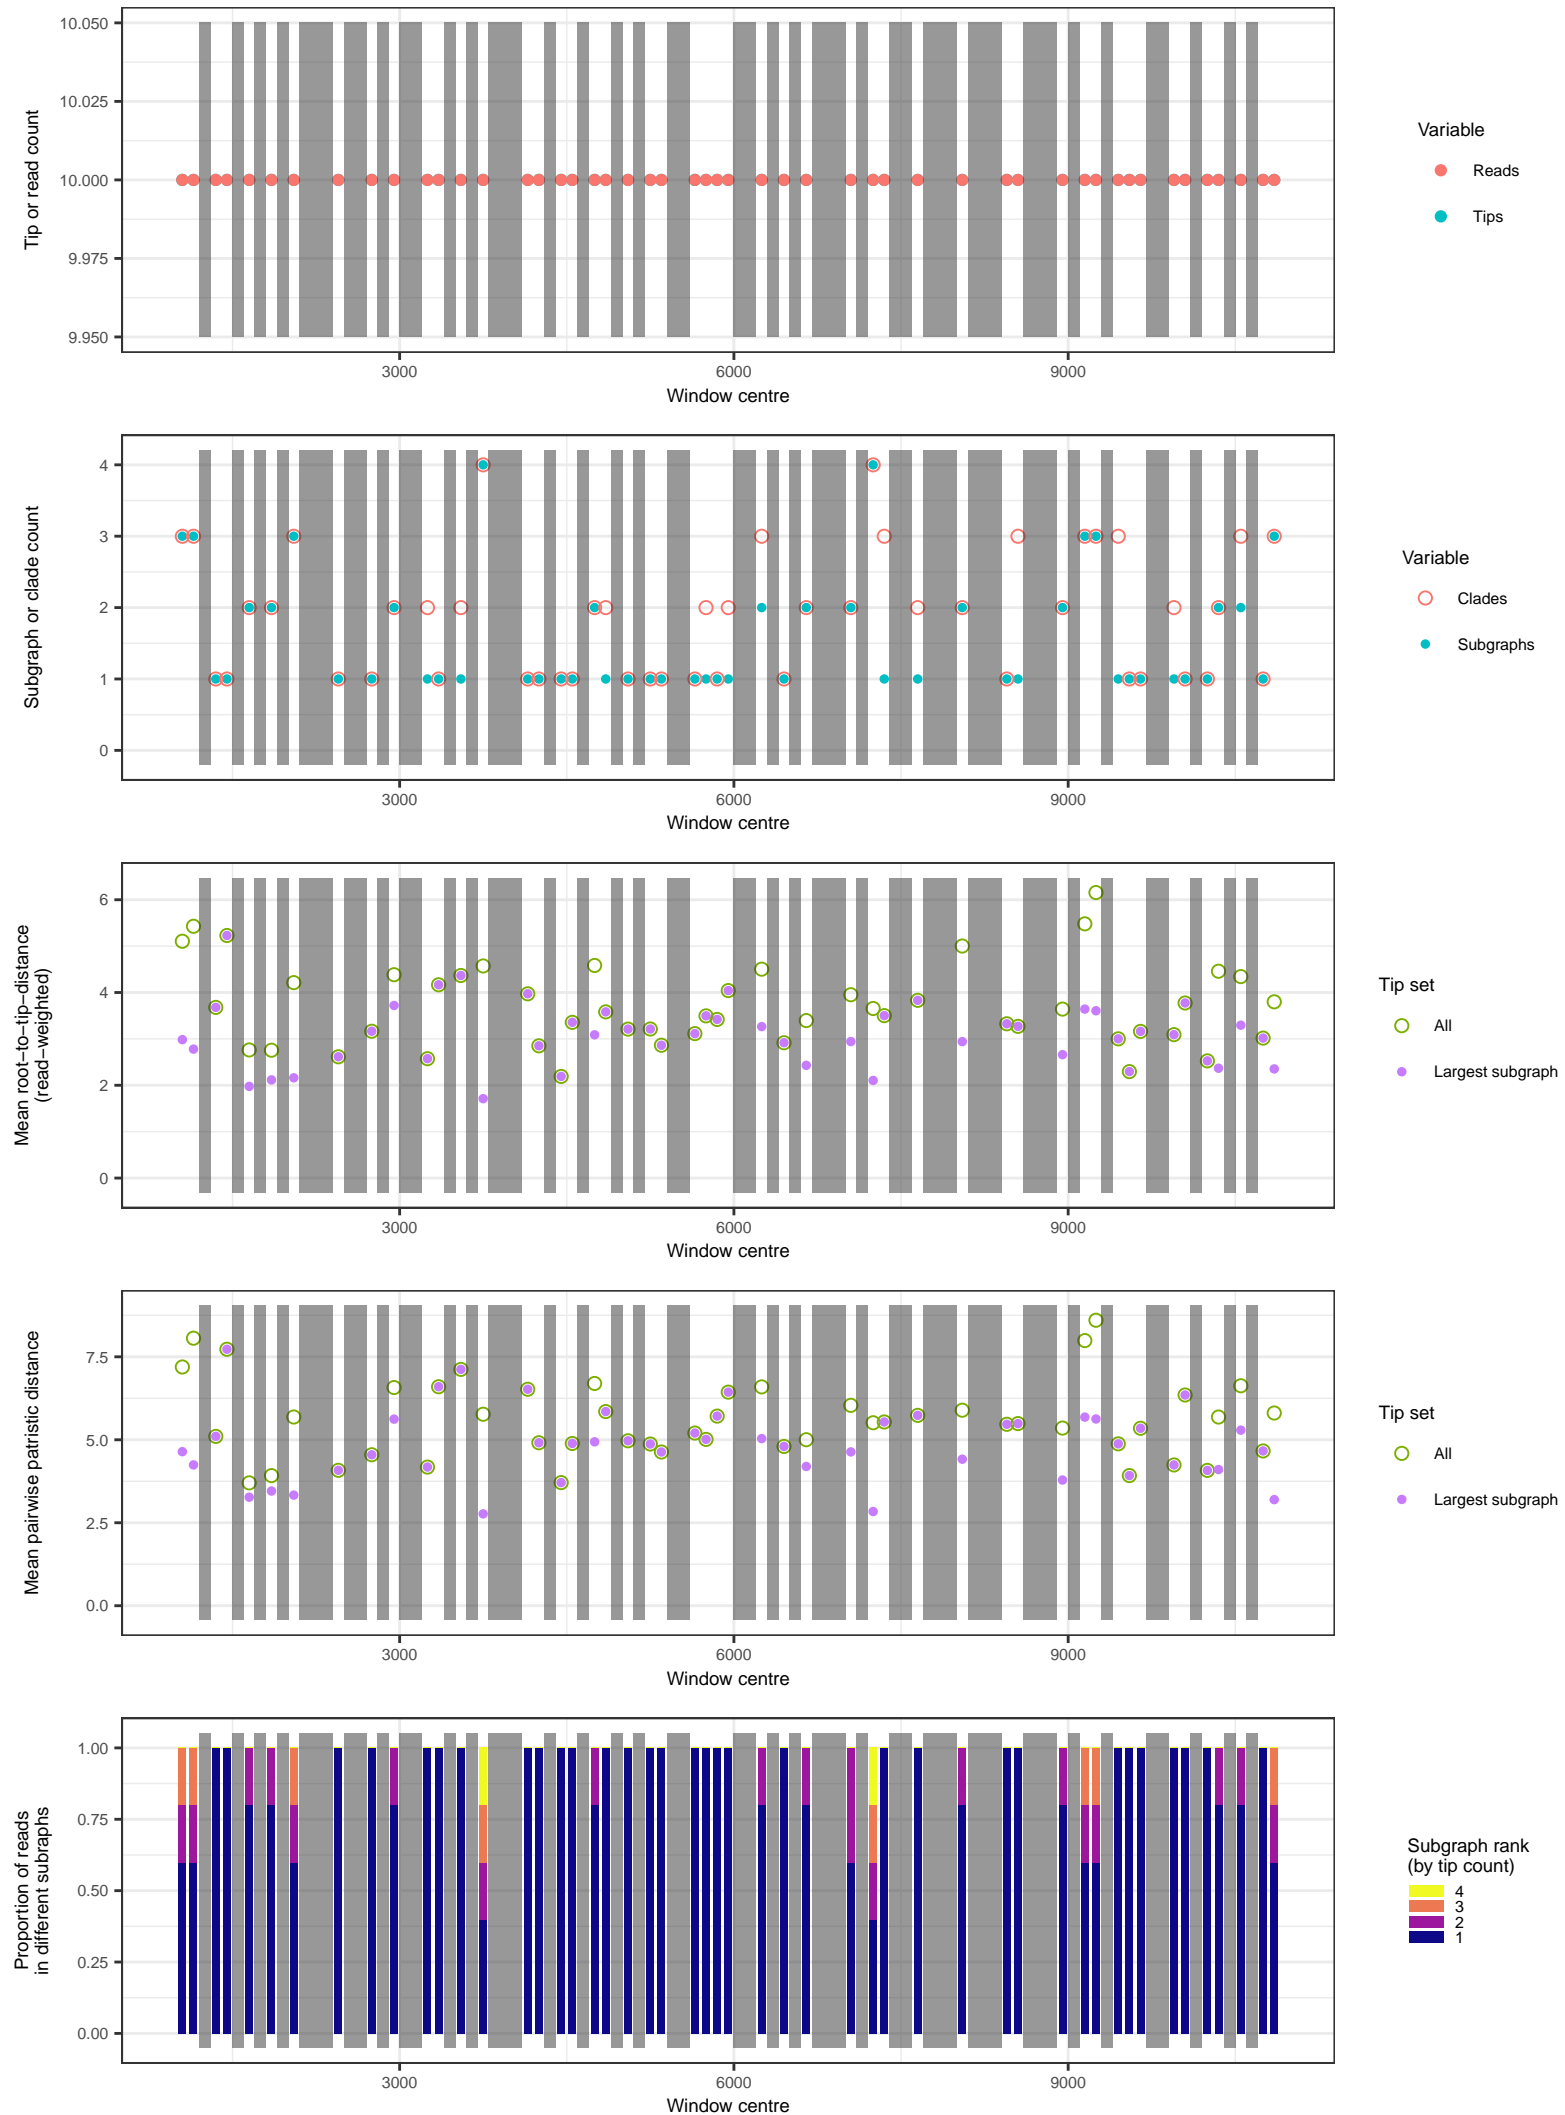 10.050
10.025
10.000
9.975
9.950
Tip or read count
3000 6000 9000
Window centre
Variable
Reads
Tips
4
3
2
1
0
Subgraph or clade count
3000 6000 9000
Window centre
Variable
Clades
Subgraphs
6
4
2
0
Mean root−to−tip−distance
(read−weighted)
3000 6000 9000
Window centre
Tip set
All
Largest subgraph
7.5
5.0
2.5
0.0
Mean pairwise patristic distance
3000 6000 9000
Window centre
Tip set
All
Largest subgraph
1.00
0.75
0.50
0.25
0.00
Proportion of reads
in different subraphs
3000 6000 9000
Window centre
Subgraph rank
(by tip count)
4
3
2
1